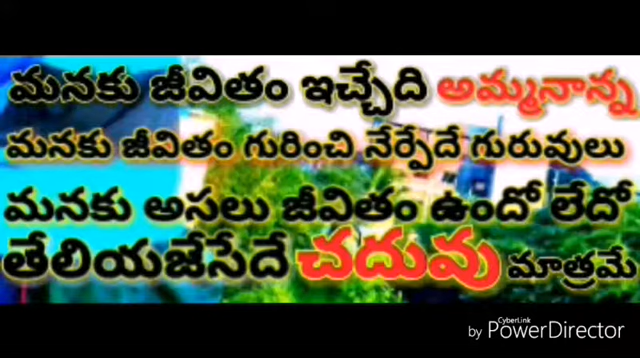 మనకు జీవితం ఇచ్చేది అమ్మనాన్న
మనకు జీవితం గురించి నేర్పేదే గురువులు
మనకు అసలు జీవితం ఉందో లేదో
తేలియజేసేదే చదువు మాత్రమే
CyberLink
by PowerDirector